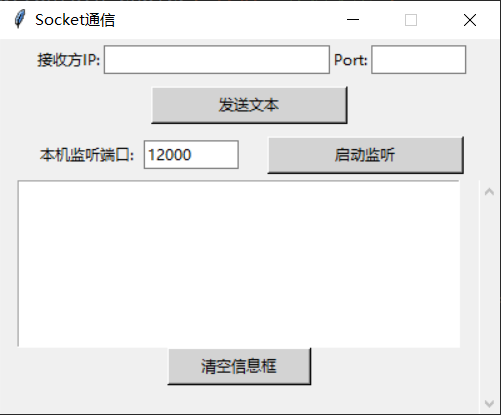 Socket通信
接收方IP: Port:
发送文本
本机监听端口: 12000 启动监听
清空信息框